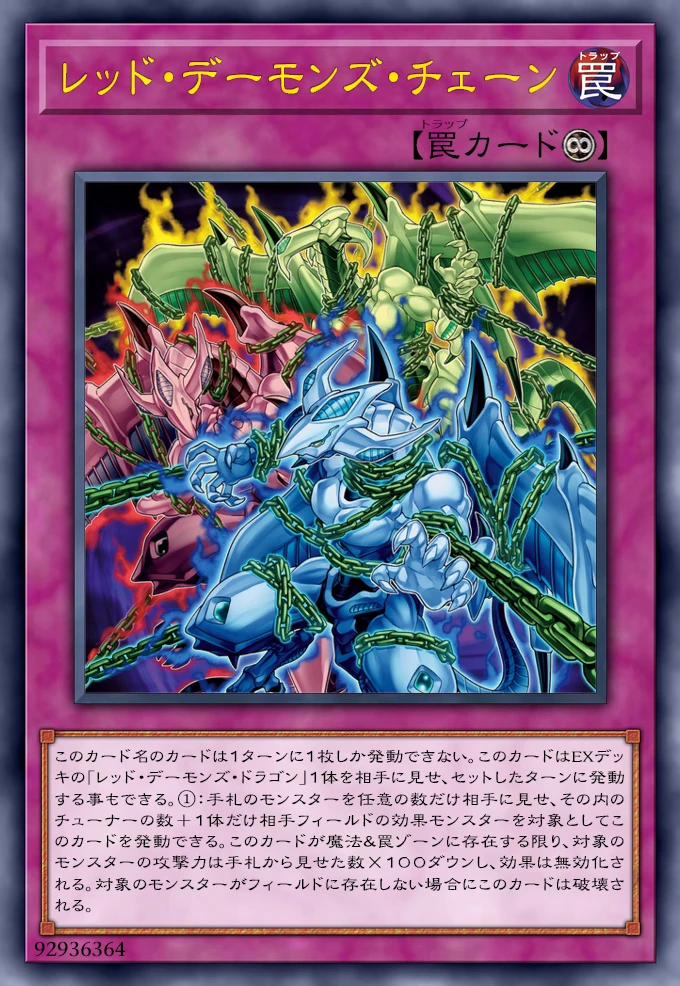 レッド・デーモンズ・チェーン
トラップ
罠
トラップ
【罠カード】
このカード名のカードは1ターンに1枚しか発動できない。このカードはEXデッ
キの「レッド・デーモンズ・ドラゴン」1体を相手に見せ、セットしたターンに発動
する事もできる。①:手札のモンスターを任意の数だけ相手に見せ、その内の
チューナーの数+1体だけ相手フィールドの効果モンスターを対象としてこ
のカードを発動できる。このカードが魔法&罠ゾーンに存在する限り、対象の
モンスターの攻撃力は手札から見せた数×100ダウンし、効果は無効化さ
れる。対象のモンスターがフィールドに存在しない場合にこのカードは破壊さ
れる。
92936364